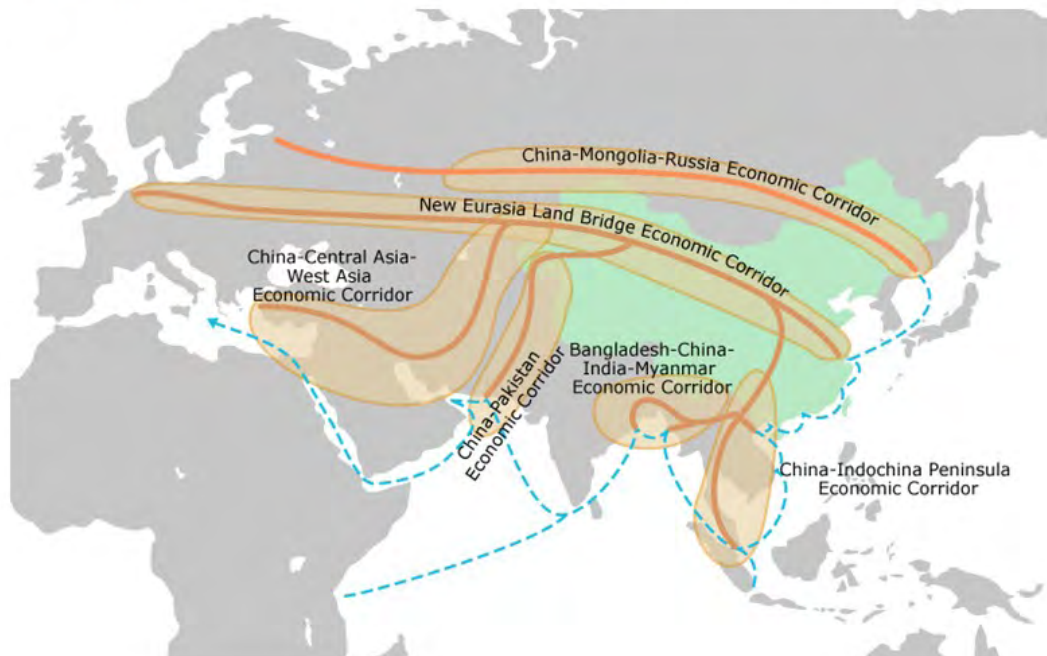 China-Mongolia-Russia Economic Corridor
New Eurasia Land Bridge Economic Corridor
China-Central Asia-
West Asia
Economic Corridor
China-Pakistan
Economic Corridor
Bangladesh-China-
India-Myanmar
Economic Corridor
China-Indochina Peninsula
Economic Corridor